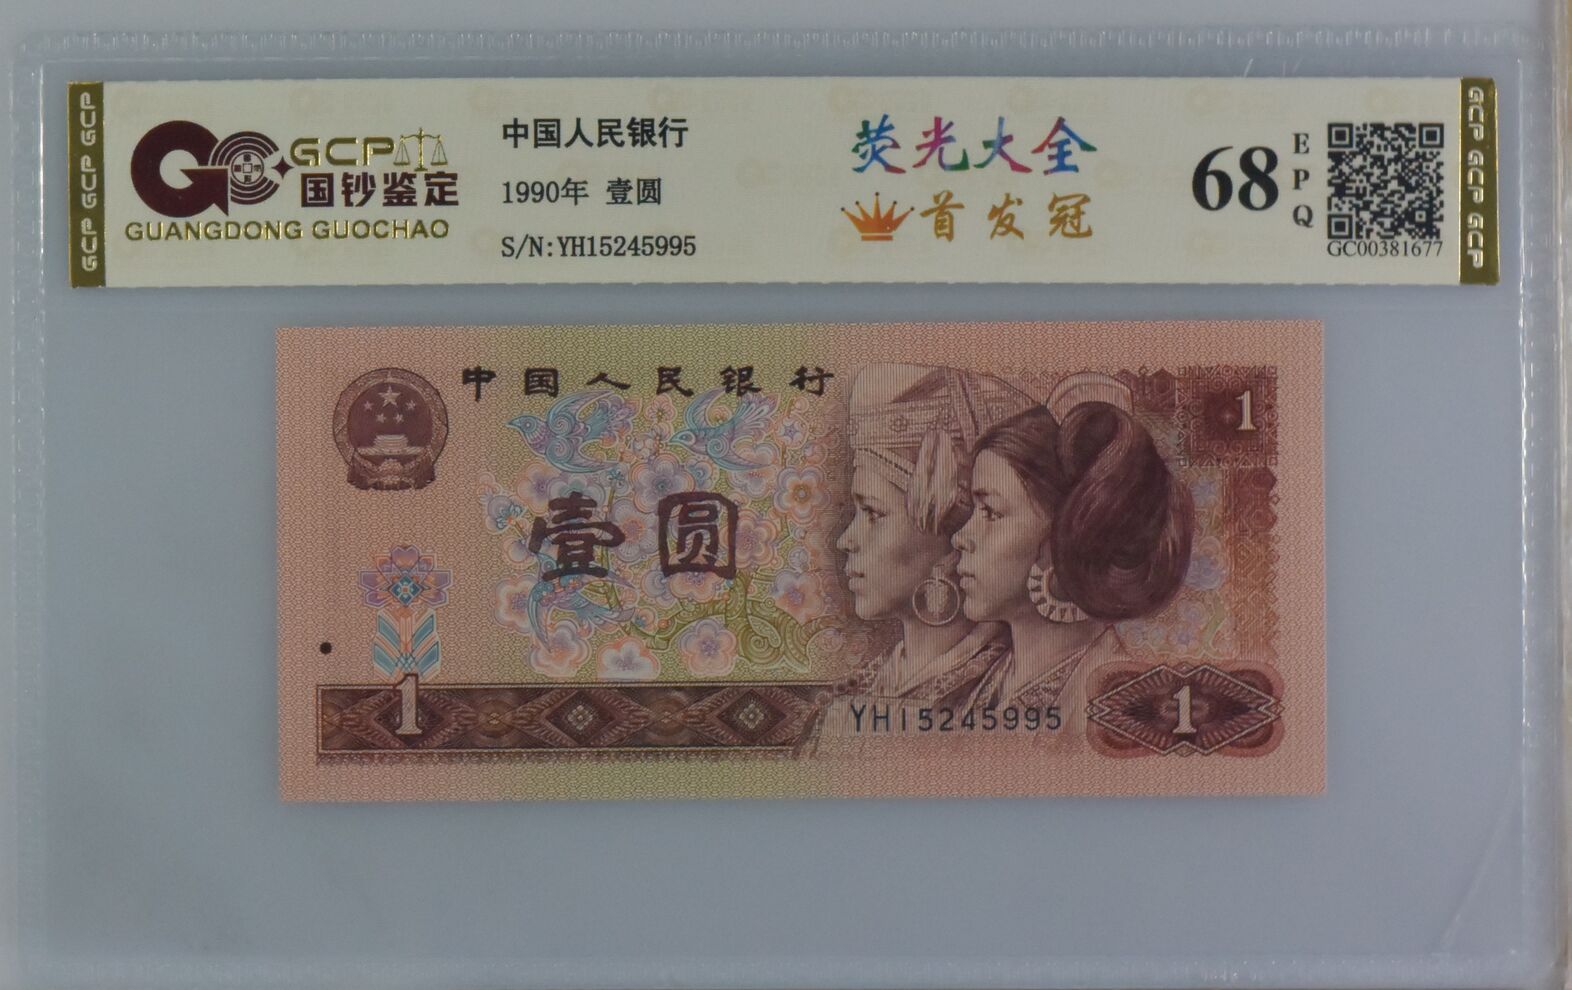 GCP GCP GCP
GCP
国钞鉴定
GUANGDONG GUOCHAO
中国人民银行
1990年 壹圆
S/N:YH15245995
荧光大全
首发冠
68
EPQ
GC00381677
GCP GCP GCP
中国人民银行
1
壹圆
1
YH15245995
1